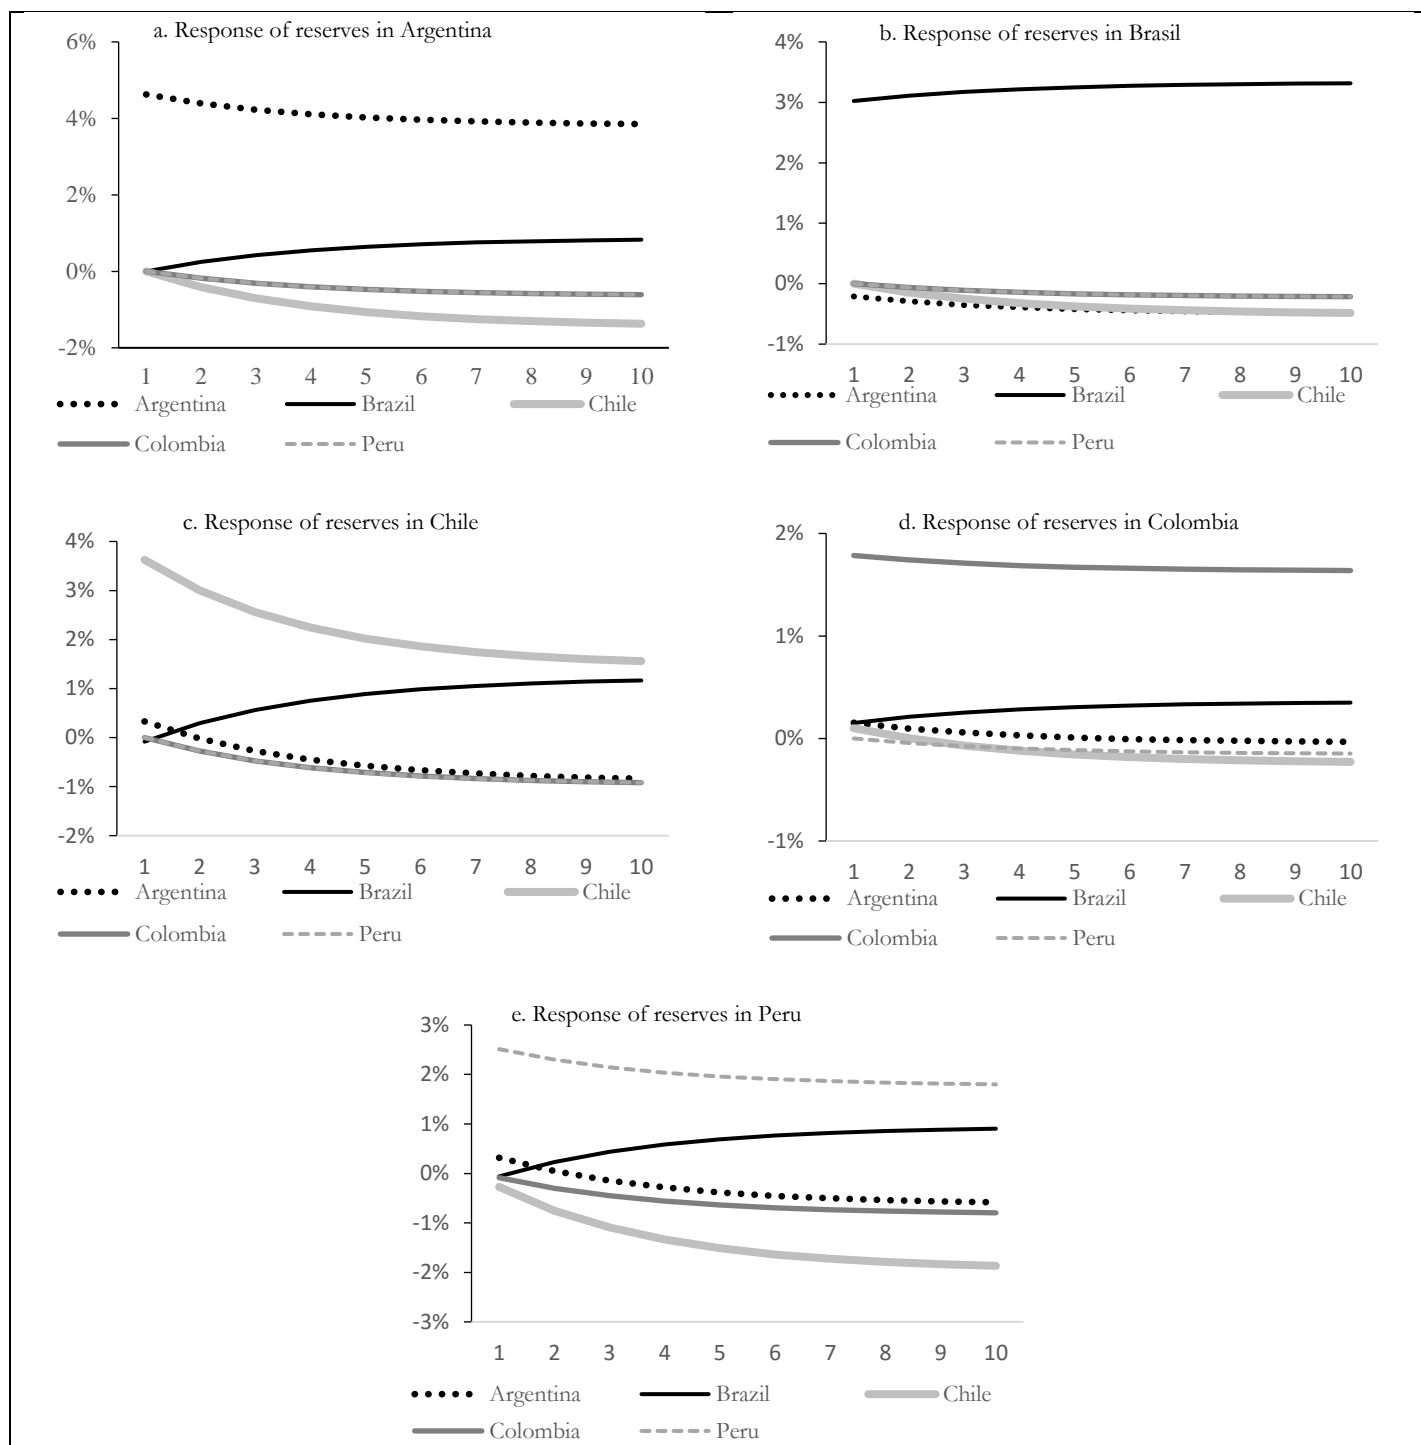 a. Response of reserves in Argentina
6%
4%
2%
0%
-2%
1 2 3 4 5 6 7 8 9 10
Argentina Brazil Chile
Colombia Peru
b. Response of reserves in Brasil
4%
3%
2%
1%
0%
-1%
1 2 3 4 5 6 7 8 9 10
Argentina Brazil Chile
Colombia Peru
c. Response of reserves in Chile
4%
3%
2%
1%
0%
-1%
-2%
1 2 3 4 5 6 7 8 9 10
Argentina Brazil Chile
Colombia Peru
d. Response of reserves in Colombia
2%
1%
0%
-1%
1 2 3 4 5 6 7 8 9 10
Argentina Brazil Chile
Colombia Peru
e. Response of reserves in Peru
3%
2%
1%
0%
-1%
-2%
-3%
1 2 3 4 5 6 7 8 9 10
Argentina Brazil Chile
Colombia Peru